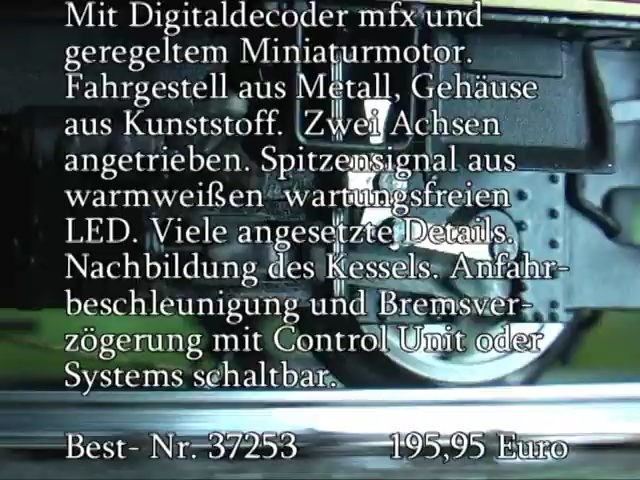 Mit Digitaldecoder mfx und
geregeltem Miniaturmotor.
Fahrgestell aus Metall, Gehäuse
aus Kunststoff.  Zwei Achsen
angetrieben. Spitzensignal aus
warmweißen  wartungsfreien
LED. Viele angesetzte Details.
Nachbildung des Kessels. Anfahr-
beschleunigung und Bremsver-
zögerung mit Control Unit oder
Systems schaltbar.
Best- Nr. 37253 195,95 Euro